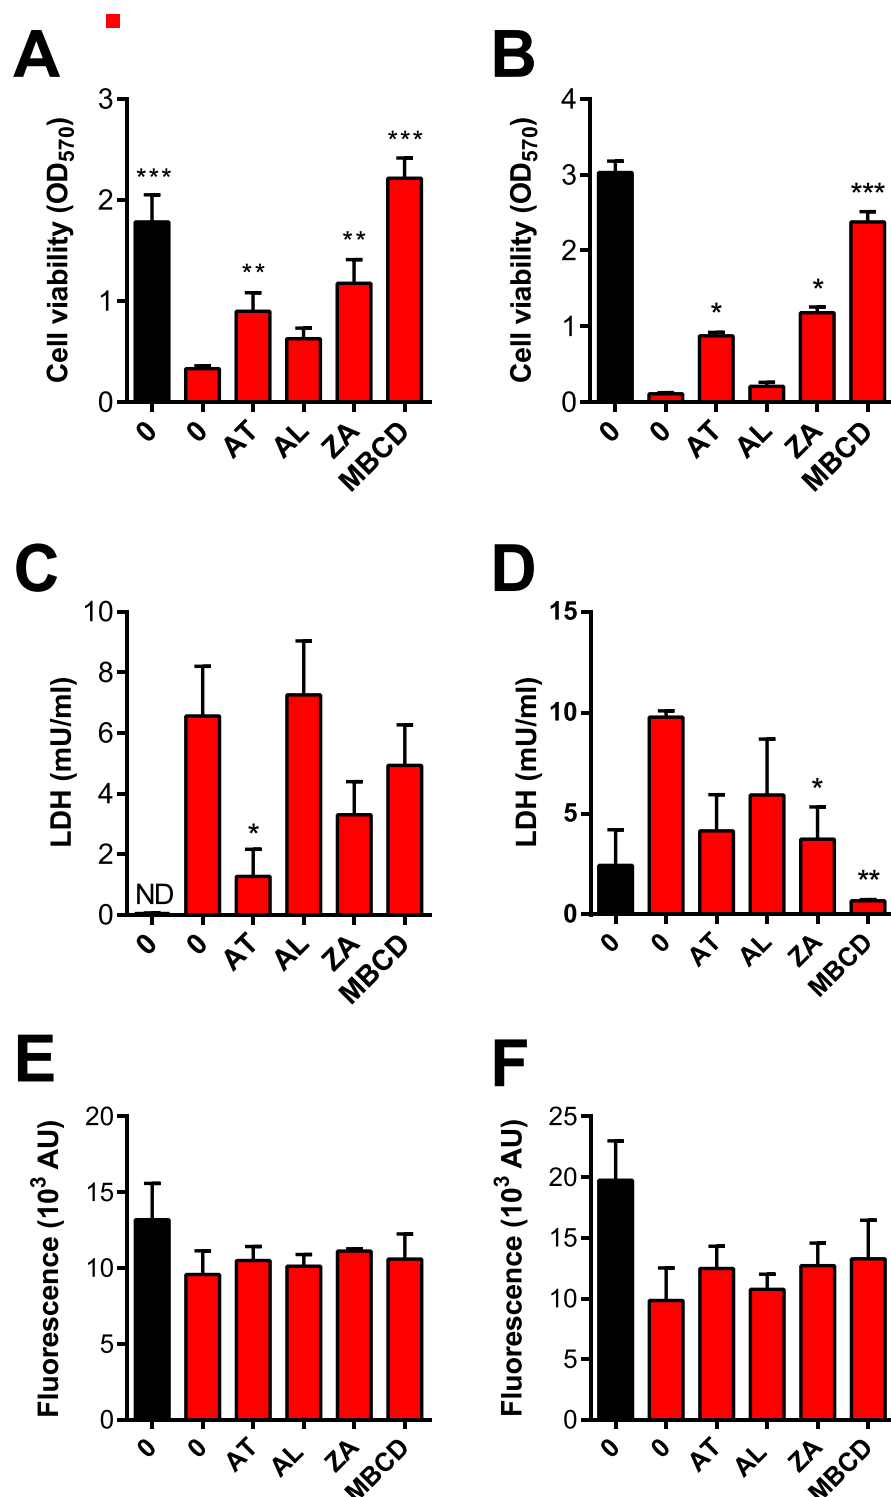 A
Cell viability (OD570)
3
2
1
0
***
**
**
***
0
0
AT
AL
ZA
MBCD
B
Cell viability (OD570)
4
3
2
1
0
*
*
***
0
0
AT
AL
ZA
MBCD
C
LDH (mU/ml)
10
8
6
4
2
0
ND
*
0
0
AT
AL
ZA
MBCD
D
LDH (mU/ml)
15
10
5
0
*
**
0
0
AT
AL
ZA
MBCD
E
Fluorescence (10³ AU)
20
15
10
5
0
0
0
AT
AL
ZA
MBCD
F
Fluorescence (10³ AU)
25
20
15
10
5
0
0
0
AT
AL
ZA
MBCD